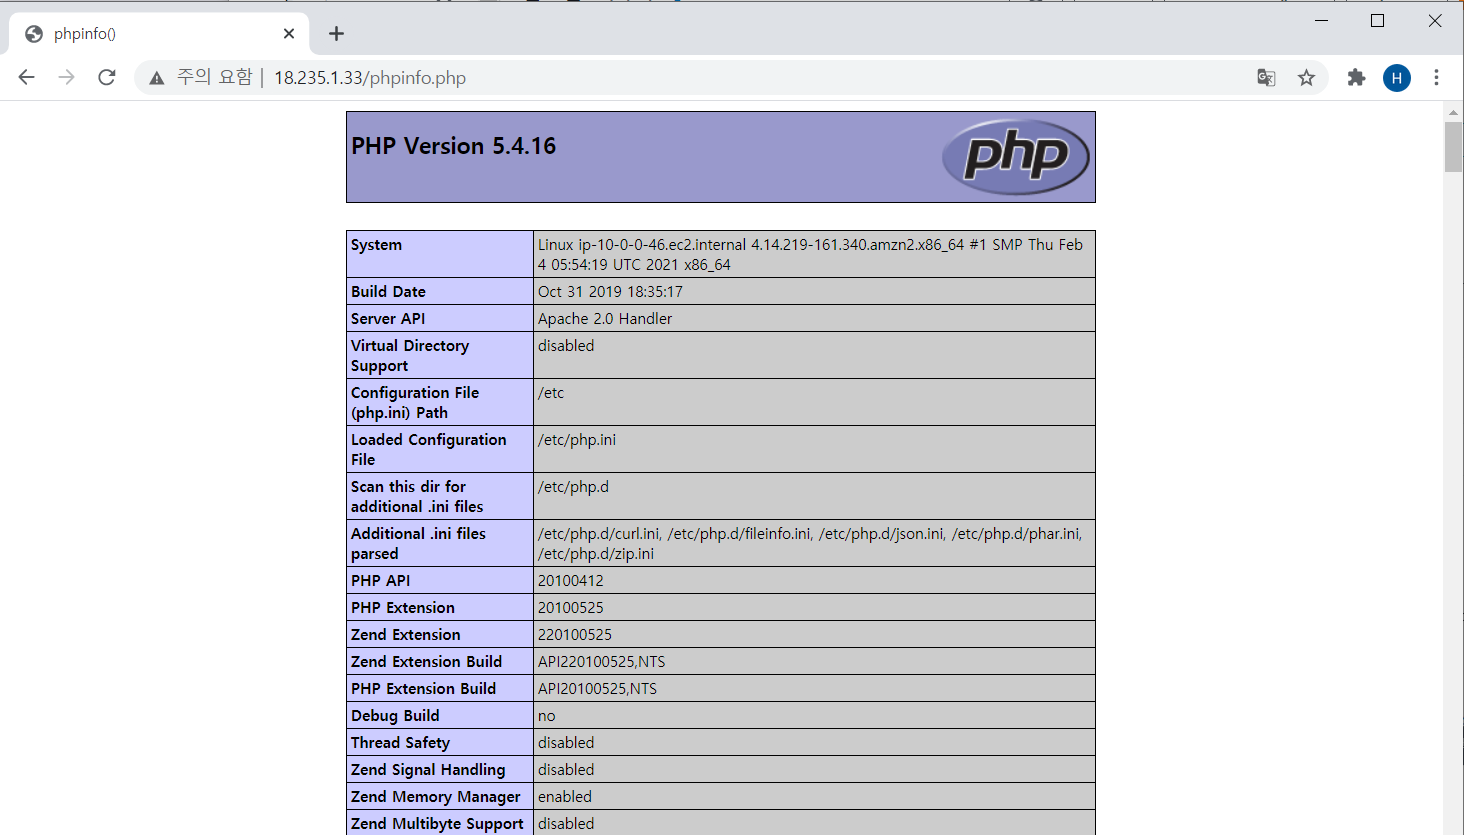 phpinfo()
주의 요함 | 18.235.1.33/phpinfo.php
H
PHP Version 5.4.16
php
System
Linux ip-10-0-0-46.ec2.internal 4.14.219-161.340.amzn2.x86_64 #1 SMP Thu Feb
4 05:54:19 UTC 2021 x86_64
Build Date
Oct 31 2019 18:35:17
Server API
Apache 2.0 Handler
Virtual Directory
Support
disabled
Configuration File
(php.ini) Path
/etc
Loaded Configuration
File
/etc/php.ini
Scan this dir for
additional .ini files
/etc/php.d
Additional .ini files
parsed
/etc/php.d/curl.ini, /etc/php.d/fileinfo.ini, /etc/php.d/json.ini, /etc/php.d/phar.ini,
/etc/php.d/zip.ini
PHP API
20100412
PHP Extension
20100525
Zend Extension
220100525
Zend Extension Build
API220100525,NTS
PHP Extension Build
API20100525,NTS
Debug Build
no
Thread Safety
disabled
Zend Signal Handling
disabled
Zend Memory Manager
enabled
Zend Multibyte Support
disabled